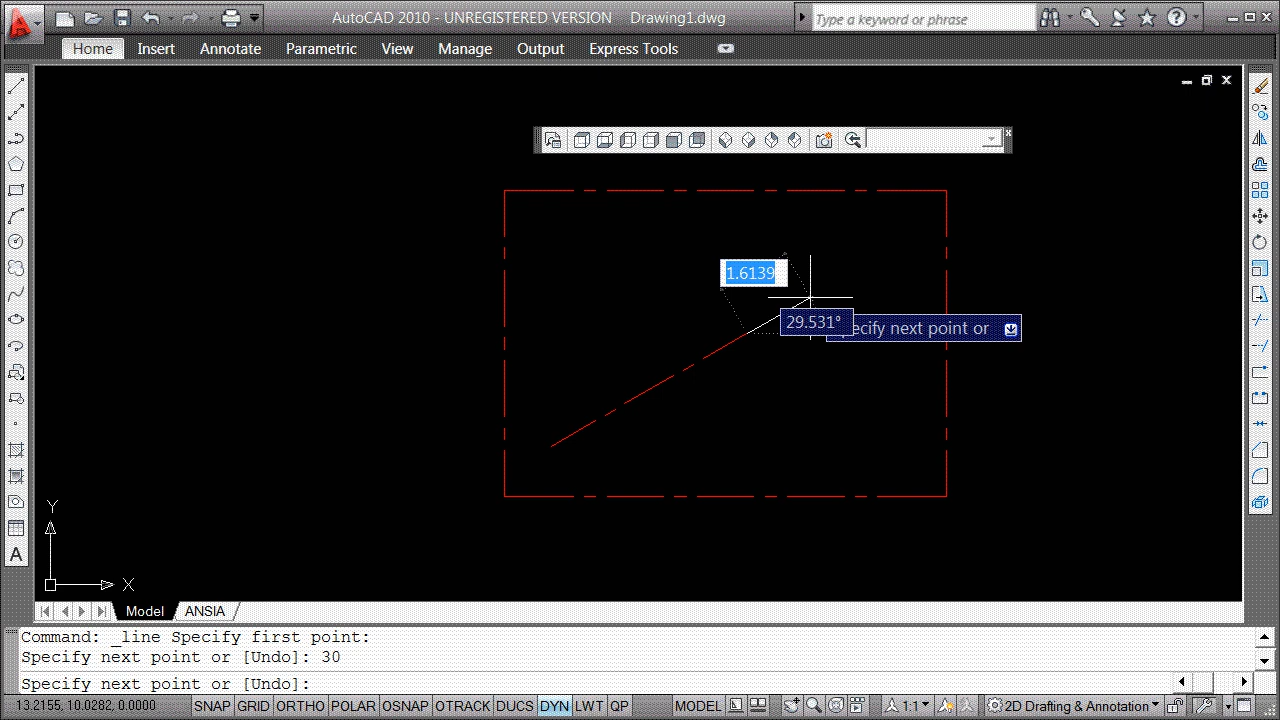 AutoCAD 2010 - UNREGISTERED VERSION Drawing1.dwg
Type a keyword or phrase
Home Insert Annotate Parametric View Manage Output Express Tools
1.6139
29.531°
ecify next point or
Y
X
A
Model ANSIA
Command: _line Specify first point:
Specify next point or [Undo]: 30
Specify next point or [Undo]:
13.2155, 10.0282, 0.0000 SNAP GRID ORTHO POLAR OSNAP OTRACK DUCS DYN LWT QP MODEL 1:1 2D Drafting & Annotation